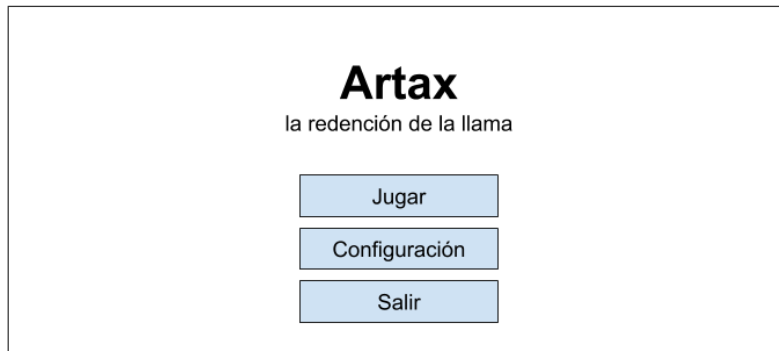 Artax
la redención de la llama
Jugar
Configuración
Salir